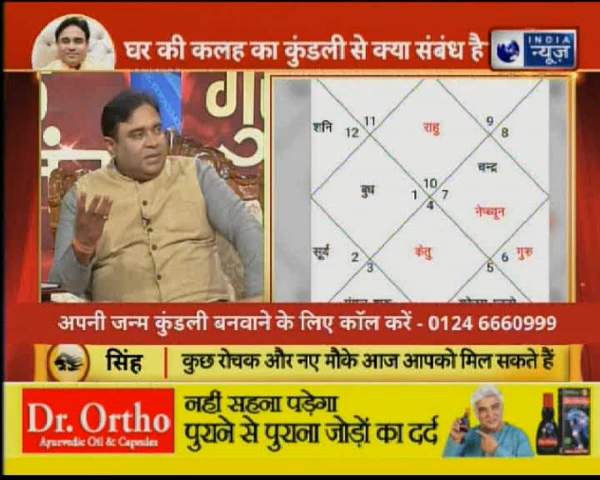 घर की कलह का कुंडली से क्या संबंध है
INDIA
न्यूज़
11
9
शनि
12
राहु
8
चन्द्र
बुध
10
1
7
4
नेप्च्यून
सूर्य
2
केतु
6
गुरु
3
5
अपनी जन्म कुंडली बनवाने के लिए कॉल करें - 0124 6660999
सिंह
कुछ रोचक और नए मौके आज आपको मिल सकते हैं
Dr. Ortho
Ayurvedic Oil & Capsules
नहीं सहना पड़ेगा
पुराने से पुराना जोड़ों का दर्द